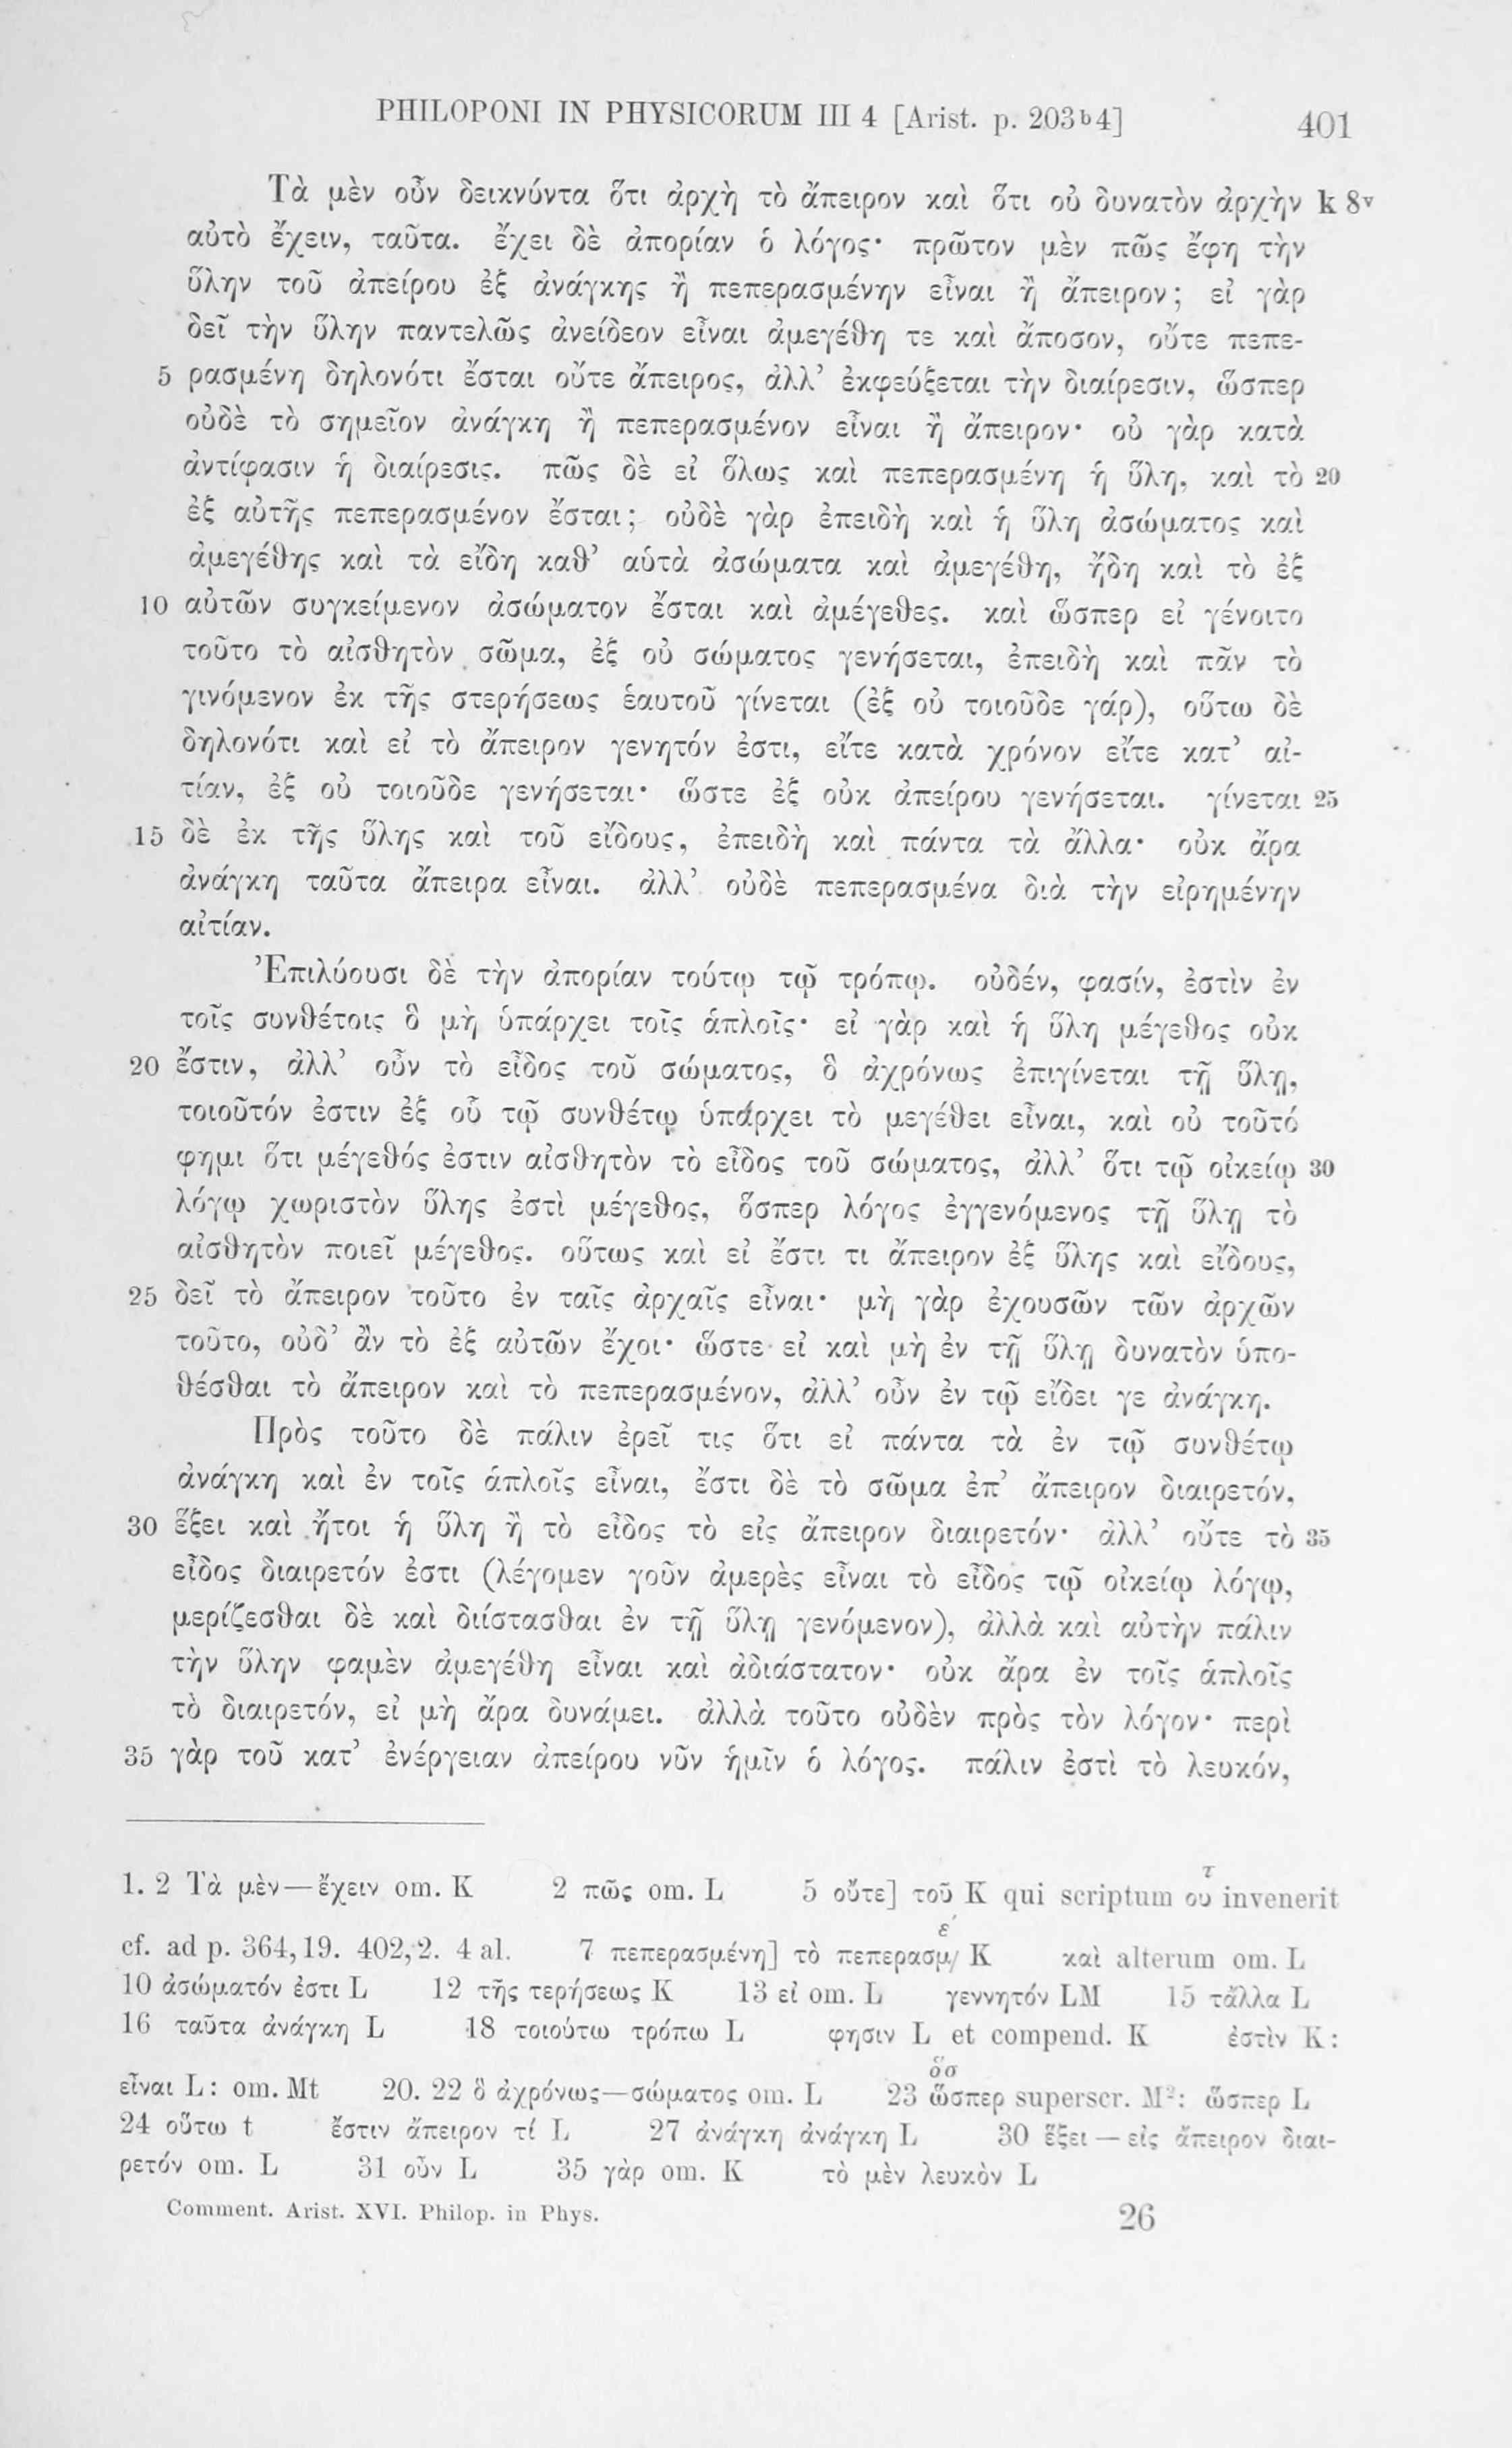 PHILOPONI IN PHYSICORUM III 4 [Arist. p. 203b4] 401
Τὰ μὲν οὖν δεικνύντα ὅτι ἀρχὴ τὸ ἄπειρον καὶ ὅτι οὐ δυνατὸν ἀρχὴν k 8v
αὐτὸ ἔχειν, ταῦτα. ἔχει δὲ ἀπορίαν ὁ λόγος· πρῶτον μὲν πῶς ἔφη τὴν
ὕλην τοῦ ἀπείρου ἐξ ἀνάγκης ἢ πεπερασμένην εἶναι ἢ ἄπειρον; εἰ γὰρ
δεῖ τὴν ὕλην παντελῶς ἀνείδεον εἶναι ἀμεγέθη τε καὶ ἄποσον, οὔτε πεπε-
5 ρασμένη δηλονότι ἔσται οὔτε ἄπειρος, ἀλλ’ ἐκφεύξεται τὴν διαίρεσιν, ὥσπερ
οὐδὲ τὸ σημεῖον ἀνάγκη ἢ πεπερασμένον εἶναι ἢ ἄπειρον· οὐ γὰρ κατὰ
ἀντίφασιν ἡ διαίρεσις. πῶς δὲ εἰ ὅλως καὶ πεπερασμένη ἡ ὕλη, καὶ τὸ 20
ἐξ αὐτῆς πεπερασμένον ἔσται; οὐδὲ γὰρ ἐπειδὴ καὶ ἡ ὕλη ἀσώματος καὶ
ἀμεγέθης καὶ τὰ εἴδη καθ’ αὑτὰ ἀσώματα καὶ ἀμεγέθη, ἤδη καὶ τὸ ἐξ
10 αὐτῶν συγκείμενον ἀσώματον ἔσται καὶ ἀμέγεθες. καὶ ὥσπερ εἰ γένοιτο
τοῦτο τὸ αἰσθητὸν σῶμα, ἐξ οὐ σώματος γενήσεται, ἐπειδὴ καὶ πᾶν τὸ
γινόμενον ἐκ τῆς στερήσεως ἑαυτοῦ γίνεται (ἐξ οὐ τοιοῦδε γάρ), οὕτω δὲ
δηλονότι καὶ εἰ τὸ ἄπειρον γενητόν ἐστι, εἴτε κατὰ χρόνον εἴτε κατ’ αἰ-
τίαν, ἐξ οὐ τοιοῦδε γενήσεται· ὥστε ἐξ οὐκ ἀπείρου γενήσεται. γίνεται 25
15 δὲ ἐκ τῆς ὕλης καὶ τοῦ εἴδους, ἐπειδὴ καὶ πάντα τὰ ἄλλα· οὐκ ἄρα
ἀνάγκη ταῦτα ἄπειρα εἶναι. ἀλλ’ οὐδὲ πεπερασμένα διὰ τὴν εἰρημένην
αἰτίαν.
Ἐπιλύουσι δὲ τὴν ἀπορίαν τούτῳ τῷ τρόπῳ. οὐδέν, φασίν, ἐστὶν ἐν
τοῖς συνθέτοις ὃ μὴ ὑπάρχει τοῖς ἁπλοῖς· εἰ γὰρ καὶ ἡ ὕλη μέγεθος οὐκ
20 ἔστιν, ἀλλ’ οὖν τὸ εἶδος τοῦ σώματος, ὃ ἀχρόνως ἐπιγίνεται τῇ ὕλῃ,
τοιοῦτόν ἐστιν ἐξ οὗ τῷ συνθέτῳ ὑπάρχει τὸ μεγέθει εἶναι, καὶ οὐ τοῦτό
φημι ὅτι μέγεθός ἐστιν αἰσθητὸν τὸ εἶδος τοῦ σώματος, ἀλλ’ ὅτι τῷ οἰκείῳ 30
λόγῳ χωριστὸν ὕλης ἐστὶ μέγεθος, ὅσπερ λόγος ἐγγενόμενος τῇ ὕλῃ τὸ
αἰσθητὸν ποιεῖ μέγεθος. οὕτως καὶ εἰ ἔστι τι ἄπειρον ἐξ ὕλης καὶ εἴδους,
25 δεῖ τὸ ἄπειρον τοῦτο ἐν ταῖς ἀρχαῖς εἶναι· μὴ γὰρ ἐχουσῶν τῶν ἀρχῶν
τοῦτο, οὐδ’ ἂν τὸ ἐξ αὐτῶν ἔχοι· ὥστε εἰ καὶ μὴ ἐν τῇ ὕλῃ δυνατὸν ὑπο-
θέσθαι τὸ ἄπειρον καὶ τὸ πεπερασμένον, ἀλλ’ οὖν ἐν τῷ εἴδει γε ἀνάγκη.
Πρὸς τοῦτο δὲ πάλιν ἐρεῖ τις ὅτι εἰ πάντα τὰ ἐν τῷ συνθέτῳ
ἀνάγκη καὶ ἐν τοῖς ἁπλοῖς εἶναι, ἔστι δὲ τὸ σῶμα ἐπ’ ἄπειρον διαιρετόν,
30 ἕξει καὶ ἤτοι ἡ ὕλη ἢ τὸ εἶδος τὸ εἰς ἄπειρον διαιρετόν· ἀλλ’ οὔτε τὸ 35
εἶδος διαιρετόν ἐστι (λέγομεν γοῦν ἀμερὲς εἶναι τὸ εἶδος τῷ οἰκείῳ λόγῳ,
μερίζεσθαι δὲ καὶ διίστασθαι ἐν τῇ ὕλῃ γενόμενον), ἀλλὰ καὶ αὐτὴν πάλιν
τὴν ὕλην φαμὲν ἀμεγέθη εἶναι καὶ ἀδιάστατον· οὐκ ἄρα ἐν τοῖς ἁπλοῖς
τὸ διαιρετόν, εἰ μὴ ἄρα δυνάμει. ἀλλὰ τοῦτο οὐδὲν πρὸς τὸν λόγον· περὶ
35 γὰρ τοῦ κατ’ ἐνέργειαν ἀπείρου νῦν ἡμῖν ὁ λόγος. πάλιν ἐστὶ τὸ λευκόν,
1. 2 Τὰ μὲν—ἔχειν om. K 2 πῶς om. L 5 οὔτε] τοῦ K qui scriptum ου^τ invenerit
cf. ad p. 364,19. 402,2. 4 al. 7 πεπερασμένη] τὸ πεπερασμ^ε/ K καὶ alterum om. L
10 ἀσώματόν ἐστι L 12 τῆς τερήσεως K 13 εἰ om. L γεννητόν LM 15 τἄλλα L
16 ταῦτα ἀνάγκη L 18 τοιούτω τρόπω L φησιν L et compend. K ἐστὶν K:
εἶναι L: om. Mt 20. 22 ὃ ἀχρόνως—σώματος om. L 23 ὥσπερ^ὅσ superscr. M²: ὥσπερ L
24 οὕτω t ἔστιν ἄπειρον τί L 27 ἀνάγκη ἀνάγκη L 30 ἕξει — εἰς ἄπειρον διαι-
ρετόν om. L 31 οὖν L 35 γὰρ om. K τὸ μὲν λευκὸν L
Comment. Arist. XVI. Philop. in Phys. 26